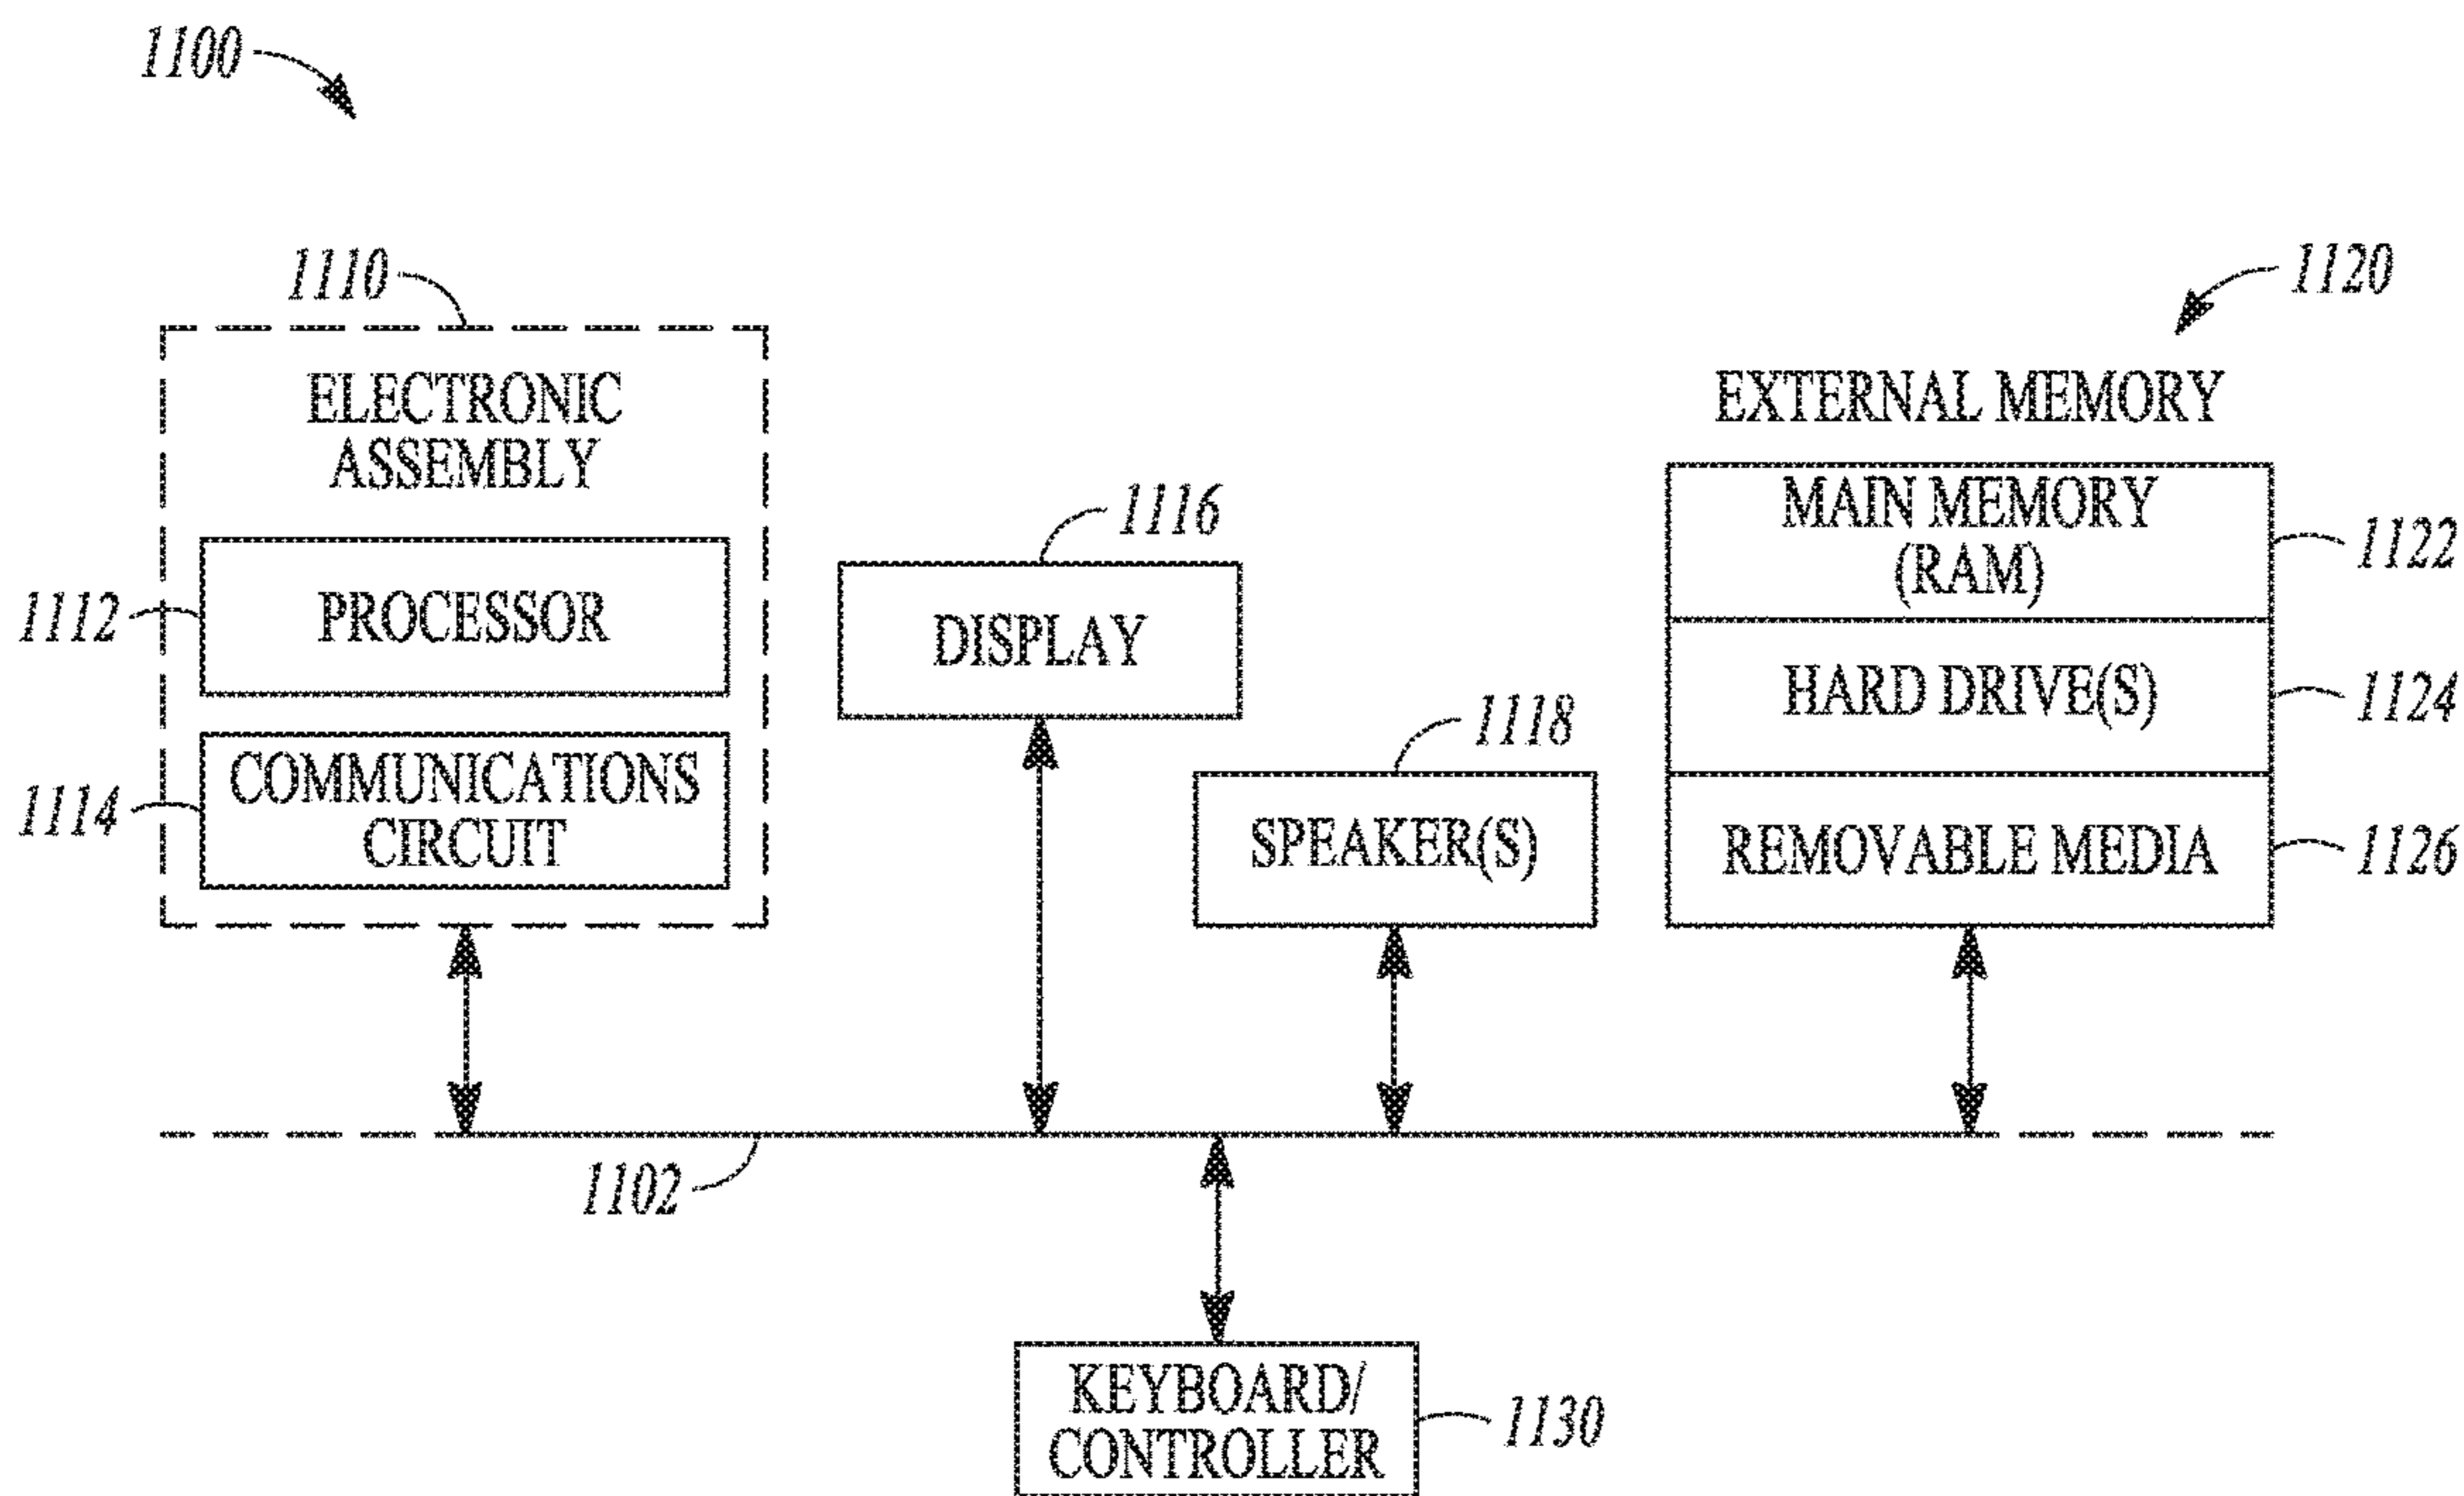 1100
1110
1120
ELECTRONIC
ASSEMBLY
EXTERNAL MEMORY
1116
MAIN MEMORY
(RAM)
1122
1112
PROCESSOR
DISPLAY
HARD DRIVE(S)
1124
1118
1114
COMMUNICATIONS
CIRCUIT
SPEAKER(S)
REMOVABLE MEDIA
1126
1102
KEYBOARD/
CONTROLLER
1130